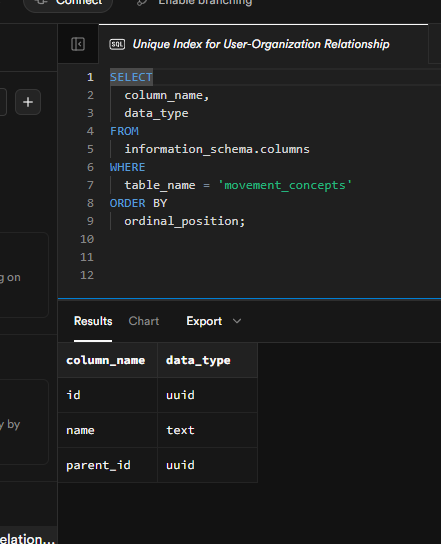 Connect
Enable branching
SQL Unique Index for User-Organization Relationship
1 SELECT
2 column_name,
3 data_type
4 FROM
5 information_schema.columns
6 WHERE
7 table_name = 'movement_concepts'
8 ORDER BY
9 ordinal_position;
10
11
12
g on
y by
elation...
Results Chart Export
column_name data_type
id uuid
name text
parent_id uuid